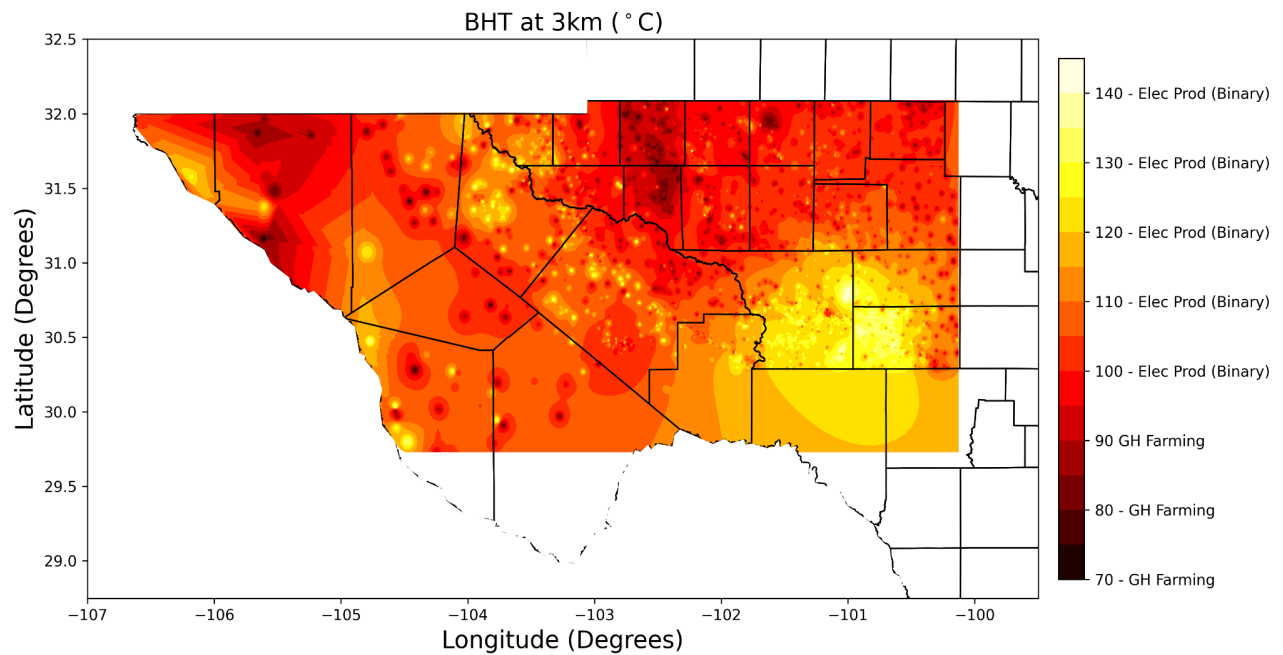 BHT at 3km (°C)
32.5
32.0
31.5
31.0
30.5
30.0
29.5
29.0
Latitude (Degrees)
−107
−106
−105
−104
−103
−102
−101
−100
Longitude (Degrees)
140 - Elec Prod (Binary)
130 - Elec Prod (Binary)
120 - Elec Prod (Binary)
110 - Elec Prod (Binary)
100 - Elec Prod (Binary)
90 GH Farming
80 - GH Farming
70 - GH Farming